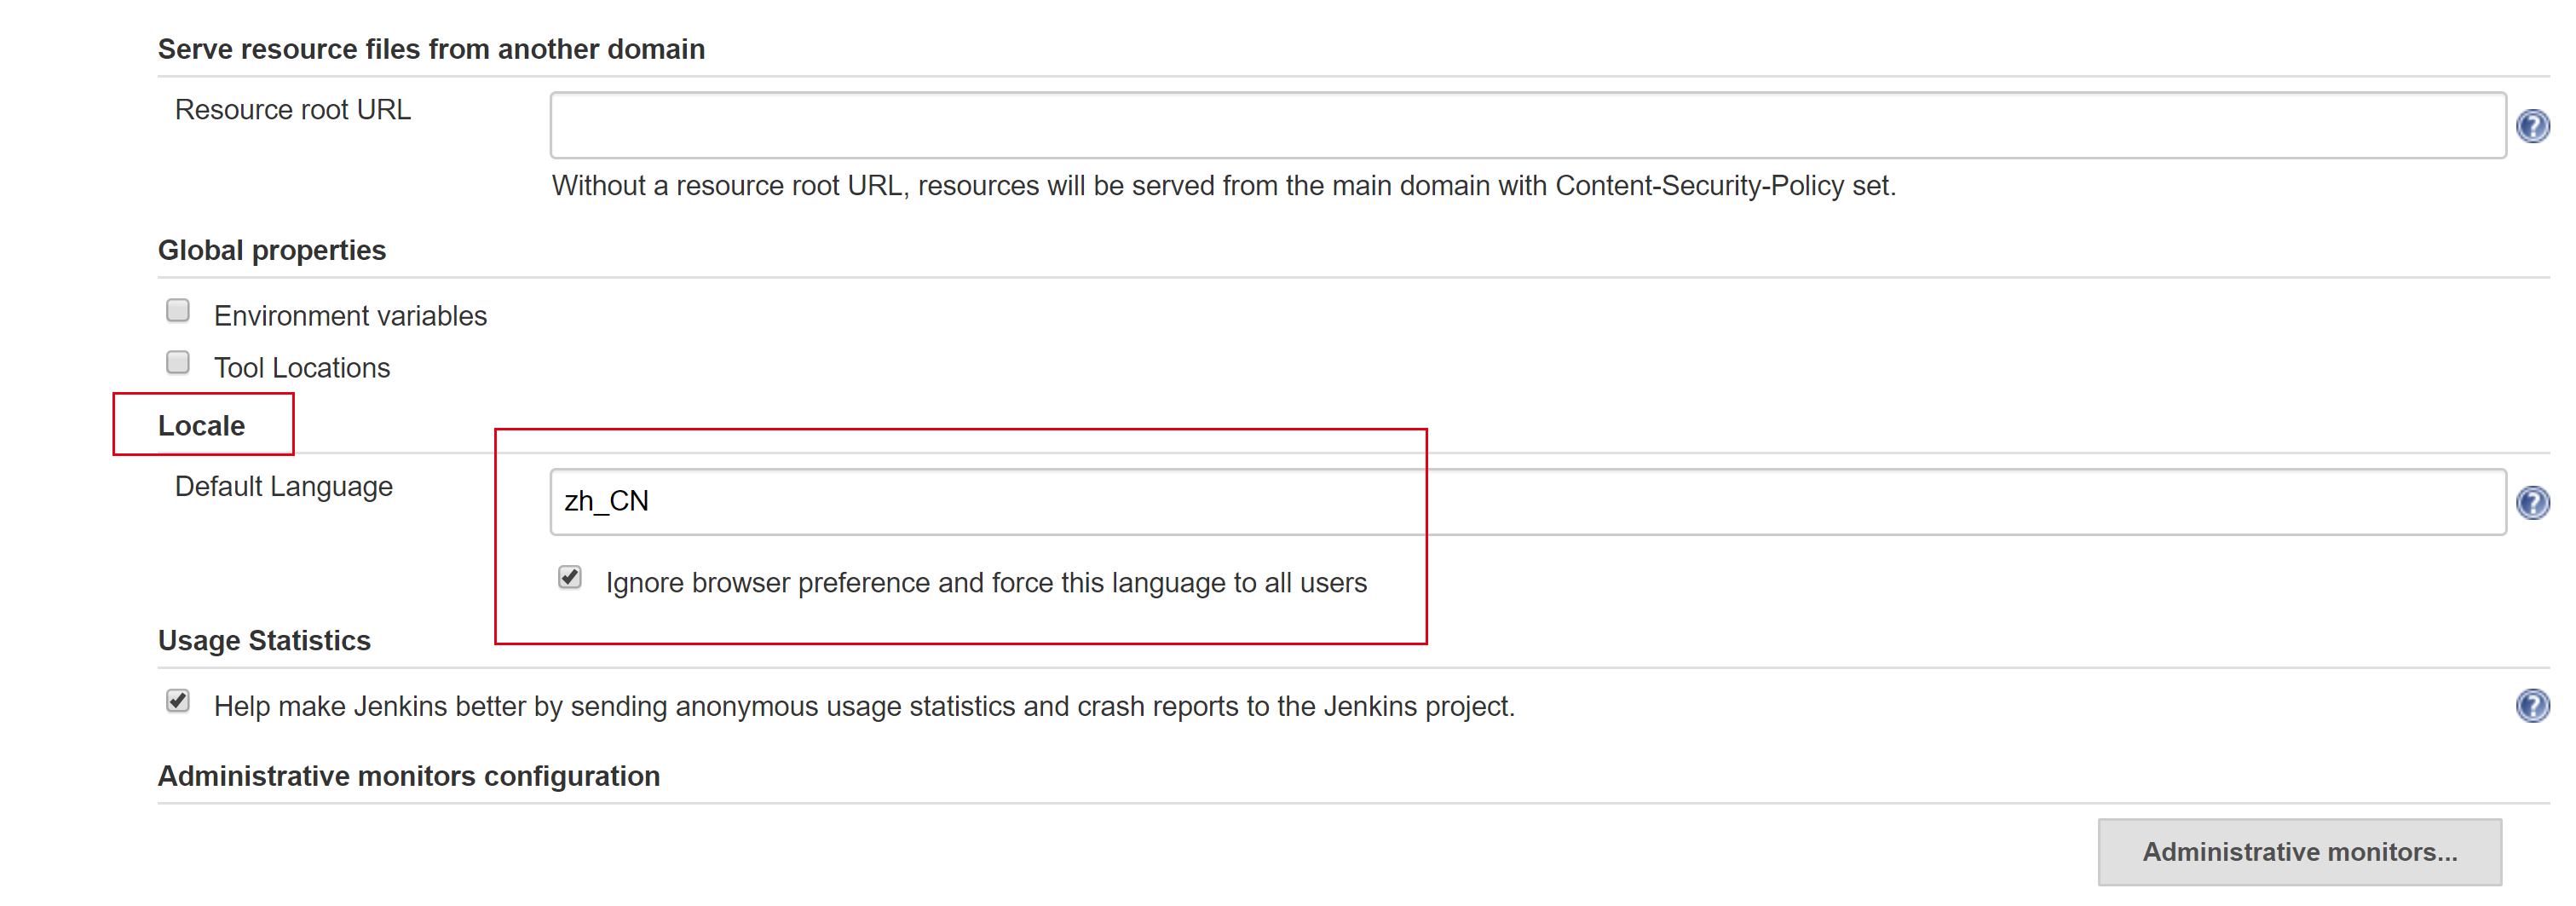 Serve resource files from another domain
Resource root URL
?
Without a resource root URL, resources will be served from the main domain with Content-Security-Policy set.
Global properties
Environment variables
Tool Locations
Locale
Default Language
zh_CN
?
Ignore browser preference and force this language to all users
Usage Statistics
Help make Jenkins better by sending anonymous usage statistics and crash reports to the Jenkins project.
?
Administrative monitors configuration
Administrative monitors...